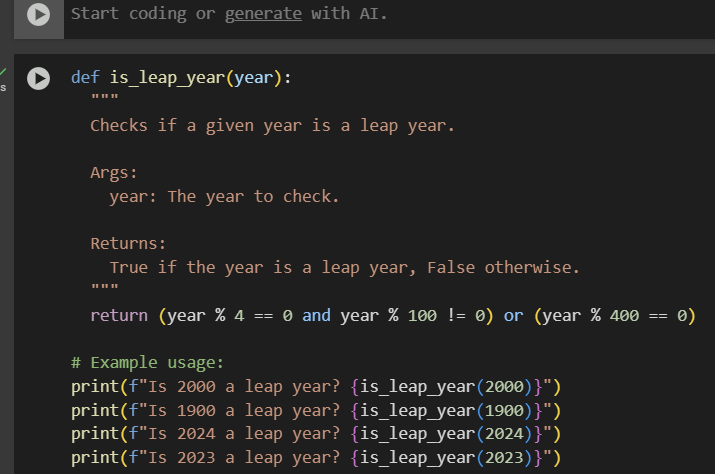 Start coding or generate with AI.
s
def is_leap_year(year):
  """
  Checks if a given year is a leap year.

  Args:
    year: The year to check.

  Returns:
    True if the year is a leap year, False otherwise.
  """
  return (year % 4 == 0 and year % 100 != 0) or (year % 400 == 0)

# Example usage:
print(f"Is 2000 a leap year? {is_leap_year(2000)}")
print(f"Is 1900 a leap year? {is_leap_year(1900)}")
print(f"Is 2024 a leap year? {is_leap_year(2024)}")
print(f"Is 2023 a leap year? {is_leap_year(2023)}")